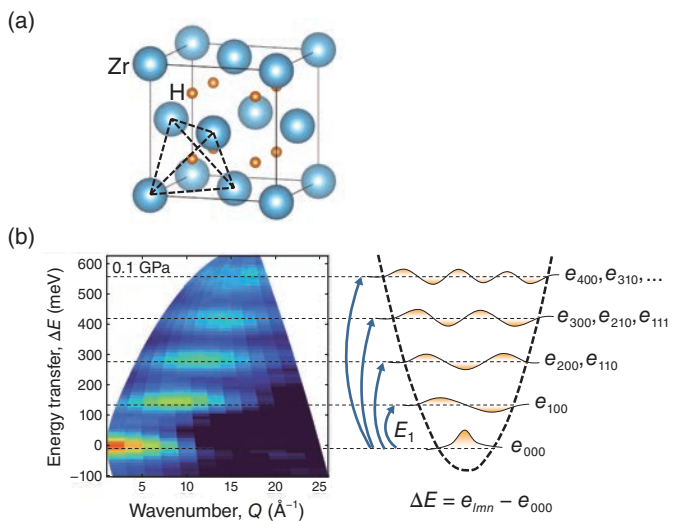 (a)
Zr
H
(b)
Energy transfer, ΔE (meV)
600
500
400
300
200
100
0
−100
0.1 GPa
5
10
15
20
25
Wavenumber, Q (Å⁻¹)
E₁
e₄₀₀, e₃₁₀, ...
e₃₀₀, e₂₁₀, e₁₁₁
e₂₀₀, e₁₁₀
e₁₀₀
e₀₀₀
ΔE = eₗₘₙ − e₀₀₀